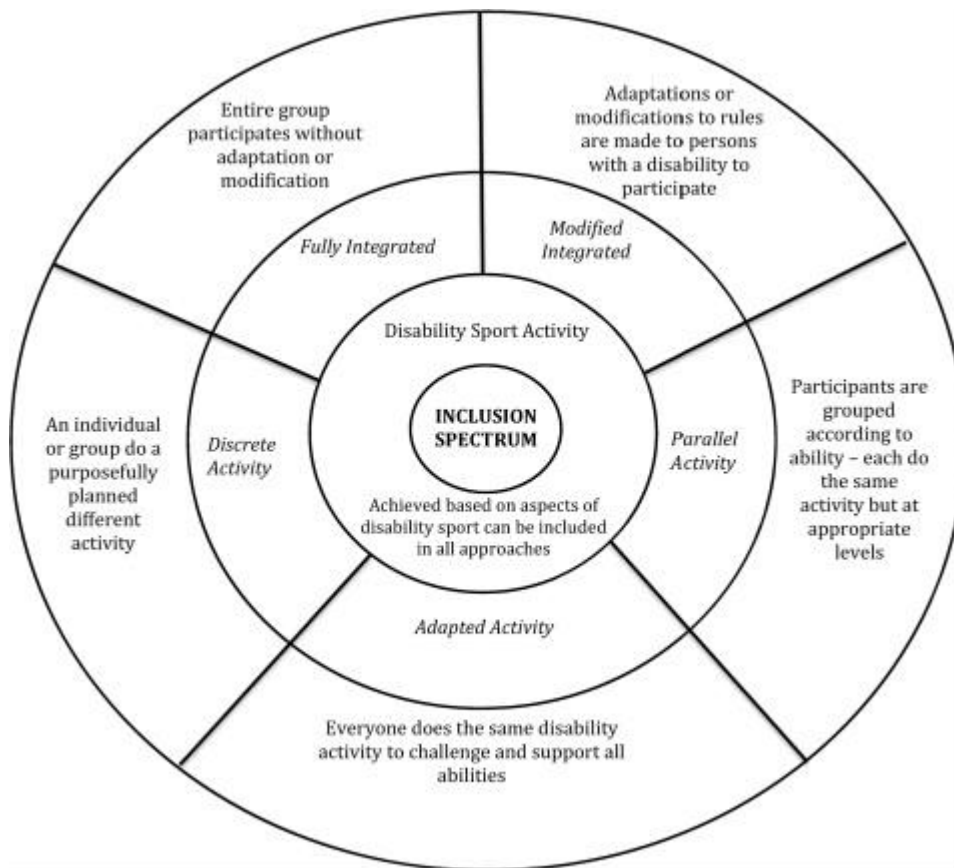 Entire group
participates without
adaptation or
modification
Adaptations or
modifications to rules
are made to persons
with a disability to
participate
Fully Integrated
Modified
Integrated
Disability Sport Activity
INCLUSION
SPECTRUM
Achieved based on aspects of
disability sport can be included
in all approaches
An individual
or group do a
purposefully
planned
different
activity
Discrete
Activity
Parallel
Activity
Participants are
grouped
according to
ability – each do
the same
activity but at
appropriate
levels
Adapted Activity
Everyone does the same disability
activity to challenge and support all
abilities